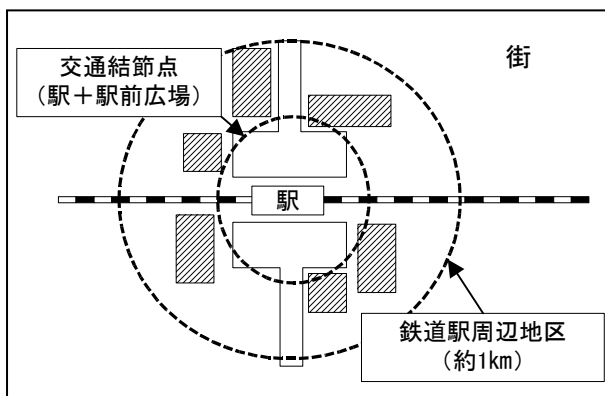 街
交通結節点
（駅＋駅前広場）
駅
鉄道駅周辺地区
（約1km）